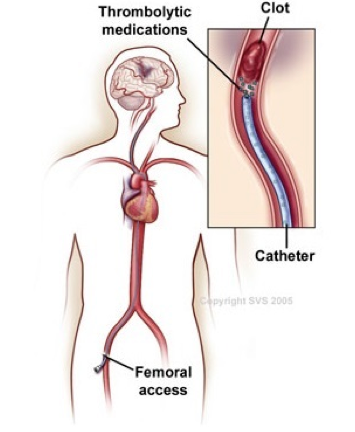 Thrombolytic
medications
Clot
Catheter
Copyright SVS 2005
Femoral
access